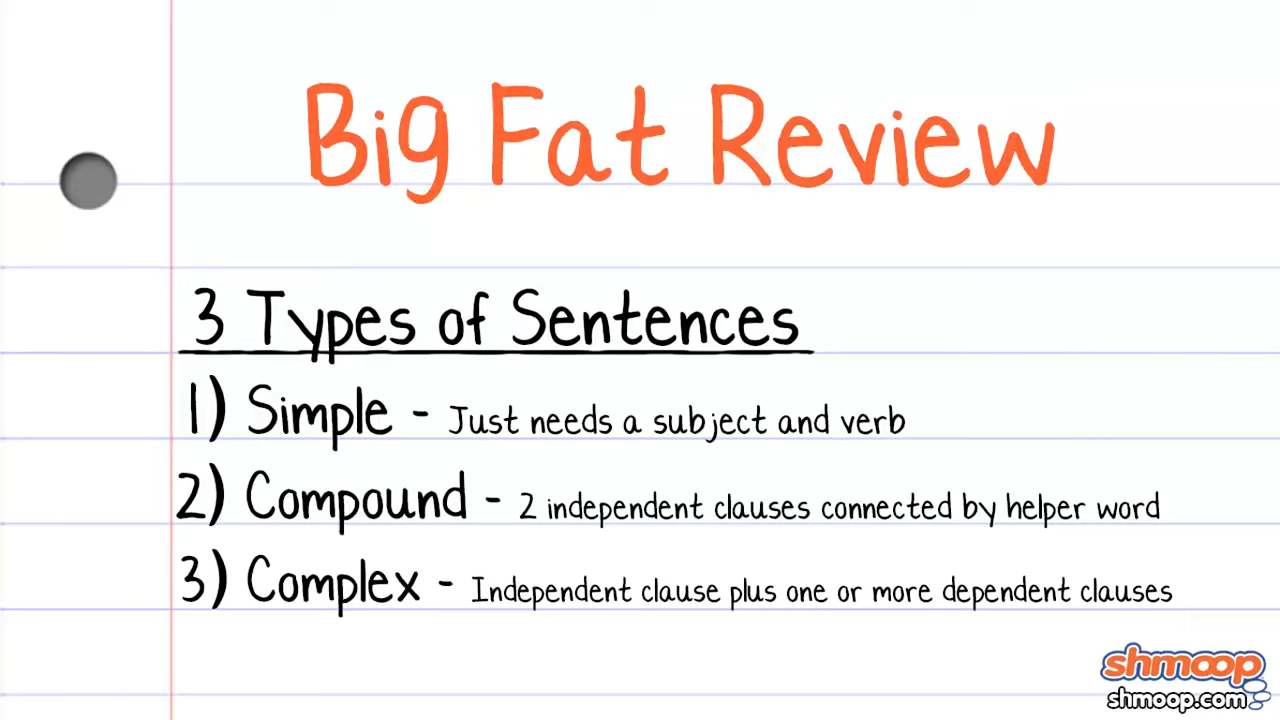 Big Fat Review
3 Types of Sentences
1) Simple - Just needs a subject and verb
2) Compound - 2 independent clauses connected by helper word
3) Complex - Independent clause plus one or more dependent clauses
shmoop
shmoop.com